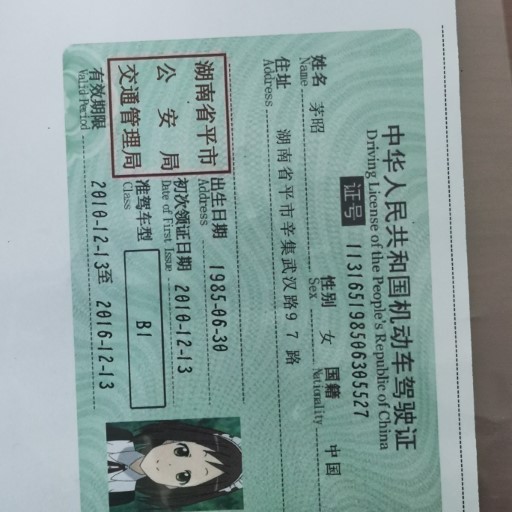 中华人民共和国机动车驾驶证
Driving License of the People's Republic of China
证号 113165198506305527
姓名 茅昭 性别 女 国籍 中国
Name Sex Nationality
住址 湖南省平市辛集武汉路97路
Address
湖南省平市
公安局
交通管理局
出生日期 1985-06-30
Address
初次领证日期 2010-12-13
Date of First Issue
准驾车型 B1
Class
有效期限 2010-12-13至 2016-12-13
Valid Period